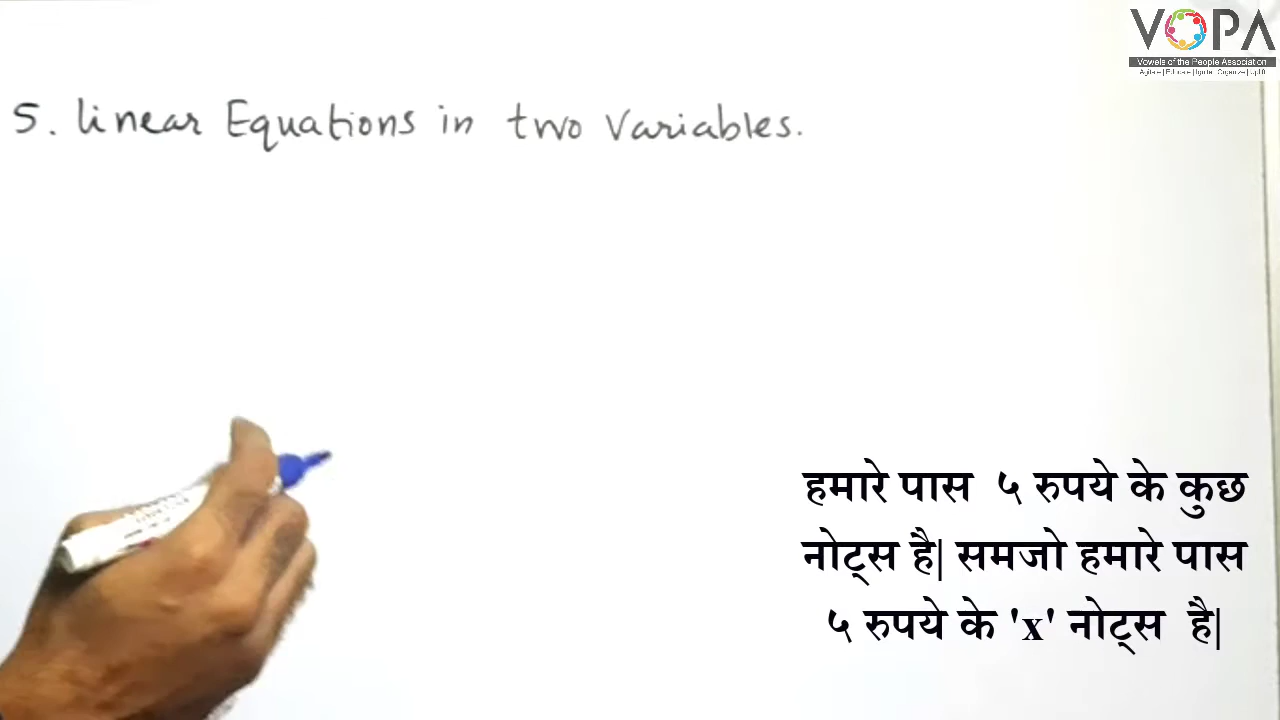 VOPA
Vowels of the People Association
5. Linear Equations in two Variables.
हमारे पास ५ रुपये के कुछ
नोट्स है| समजो हमारे पास
५ रुपये के 'x' नोट्स है|